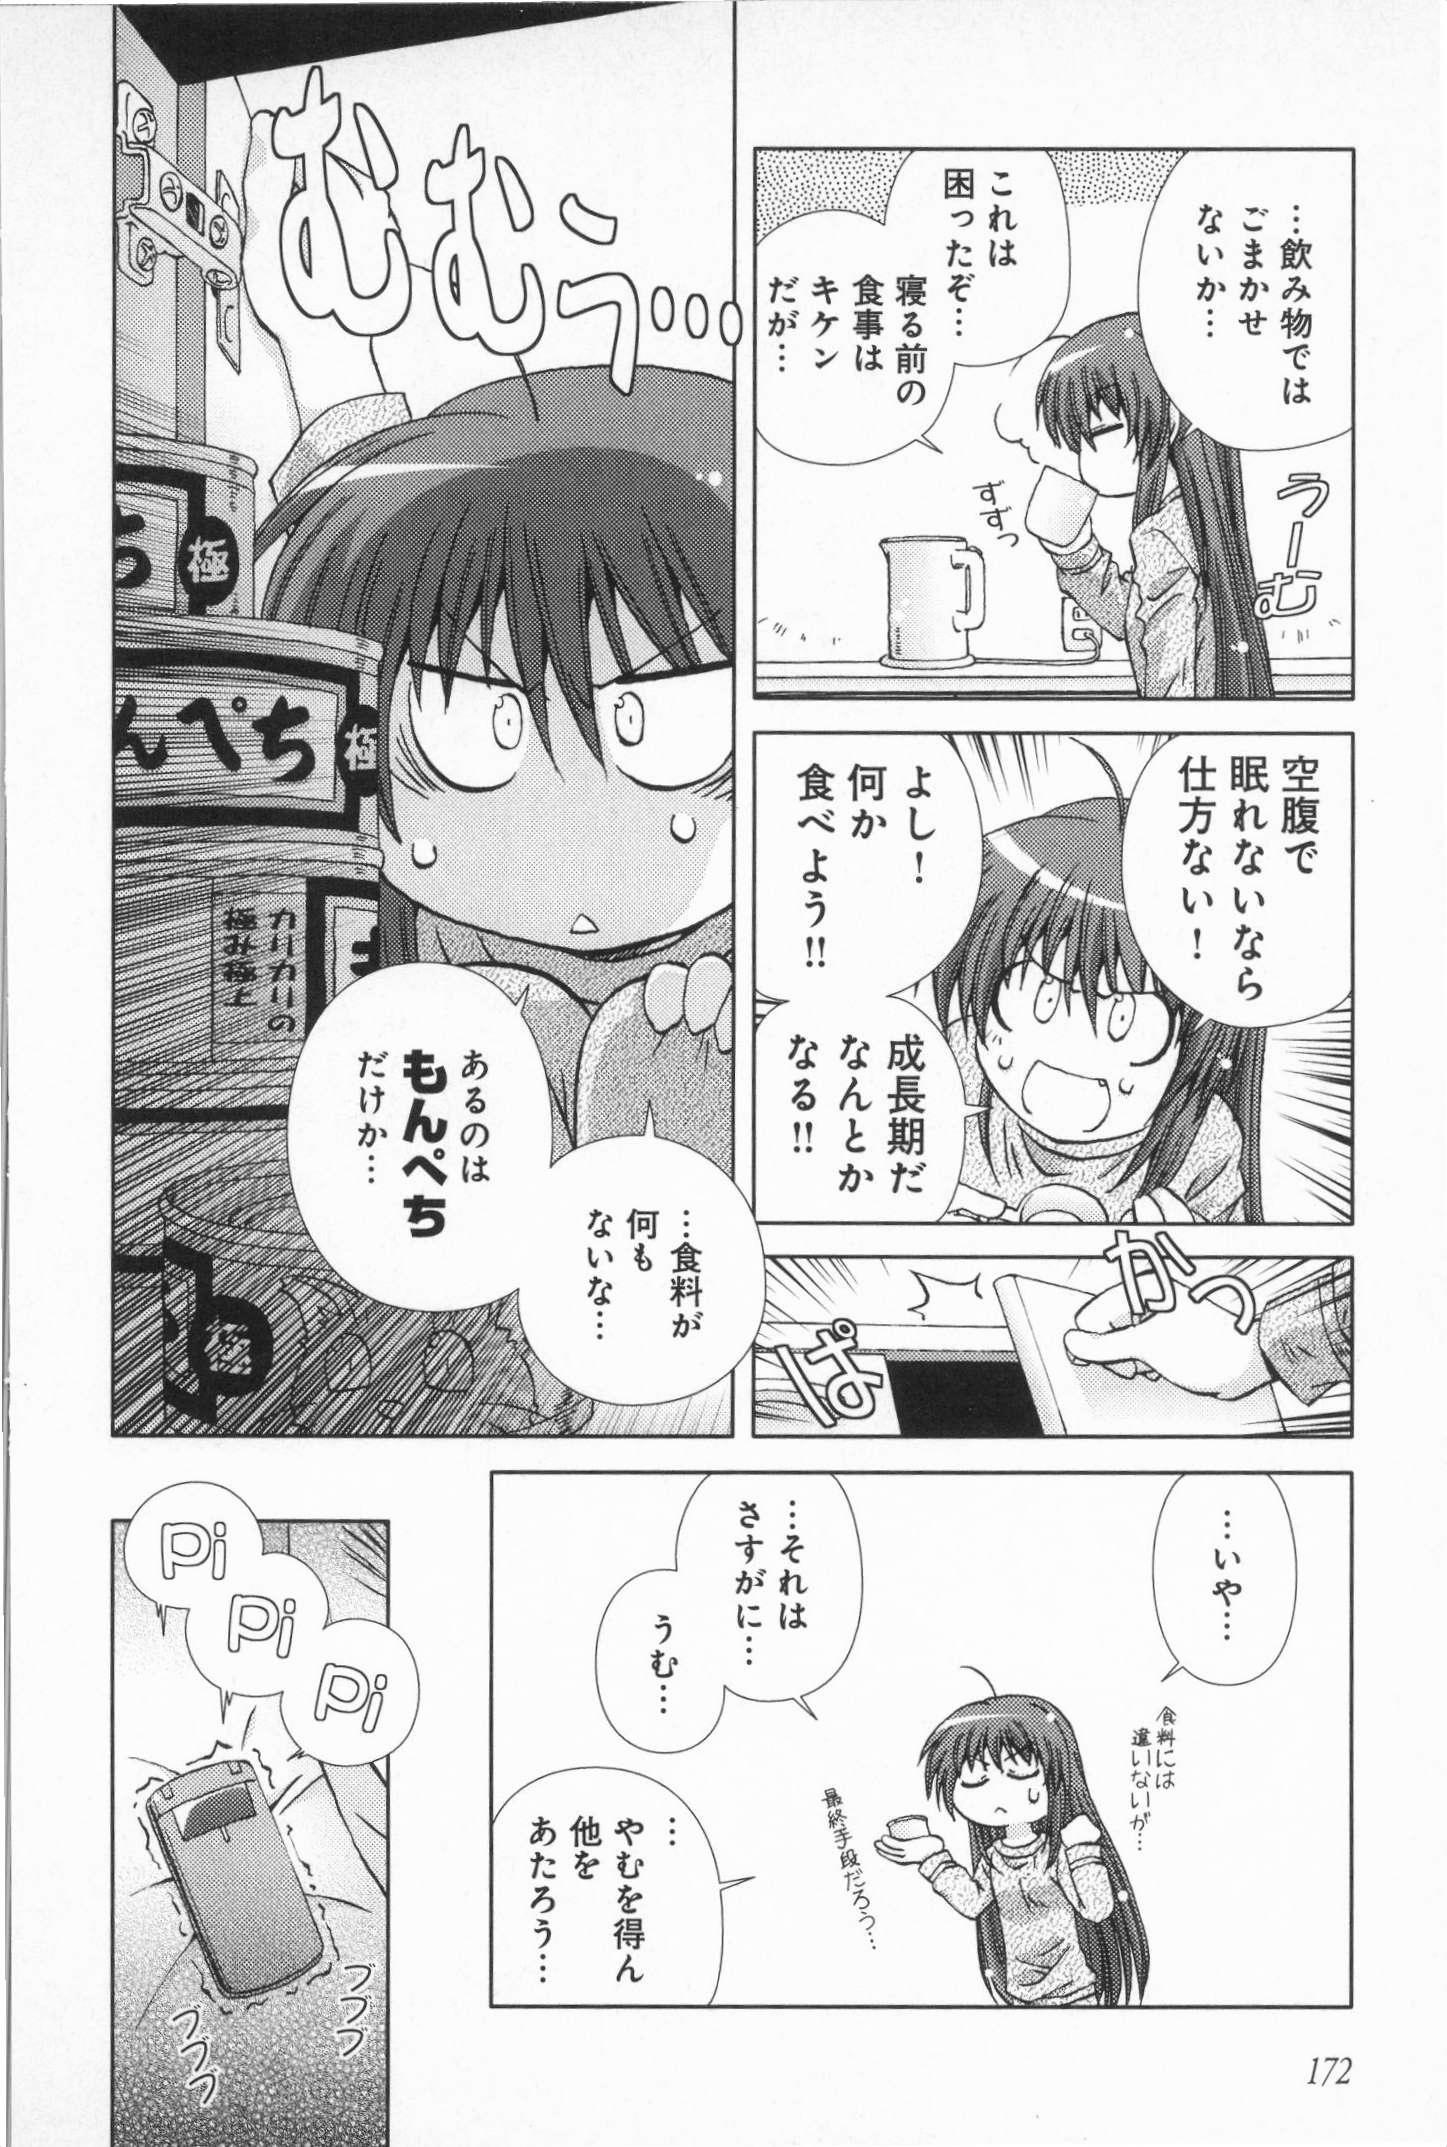 …飲み物では
ごまかせ
ないか…
これは
困ったぞ…
寝る前の
食事は
キケン
だが…
ずずっ
うーむ
空腹で
眠れないなら
仕方ない！
よし！
何か
食べよう!!
成長期だ
なんとか
なる!!
かっ
ぱ
むむぅ…
ち
極
んぺち
極
カリカリの
極み極上
ま
極
…食料が
何も
ないな…
あるのは
もんぺち
だけか…
…いや…
食料には
違いないが…
最終手段だろう…
…それは
さすがに…
うむ…
…
やむを得ん
他を
あたろう…
Pi
Pi
Pi
ブブブ
ブブブ
172